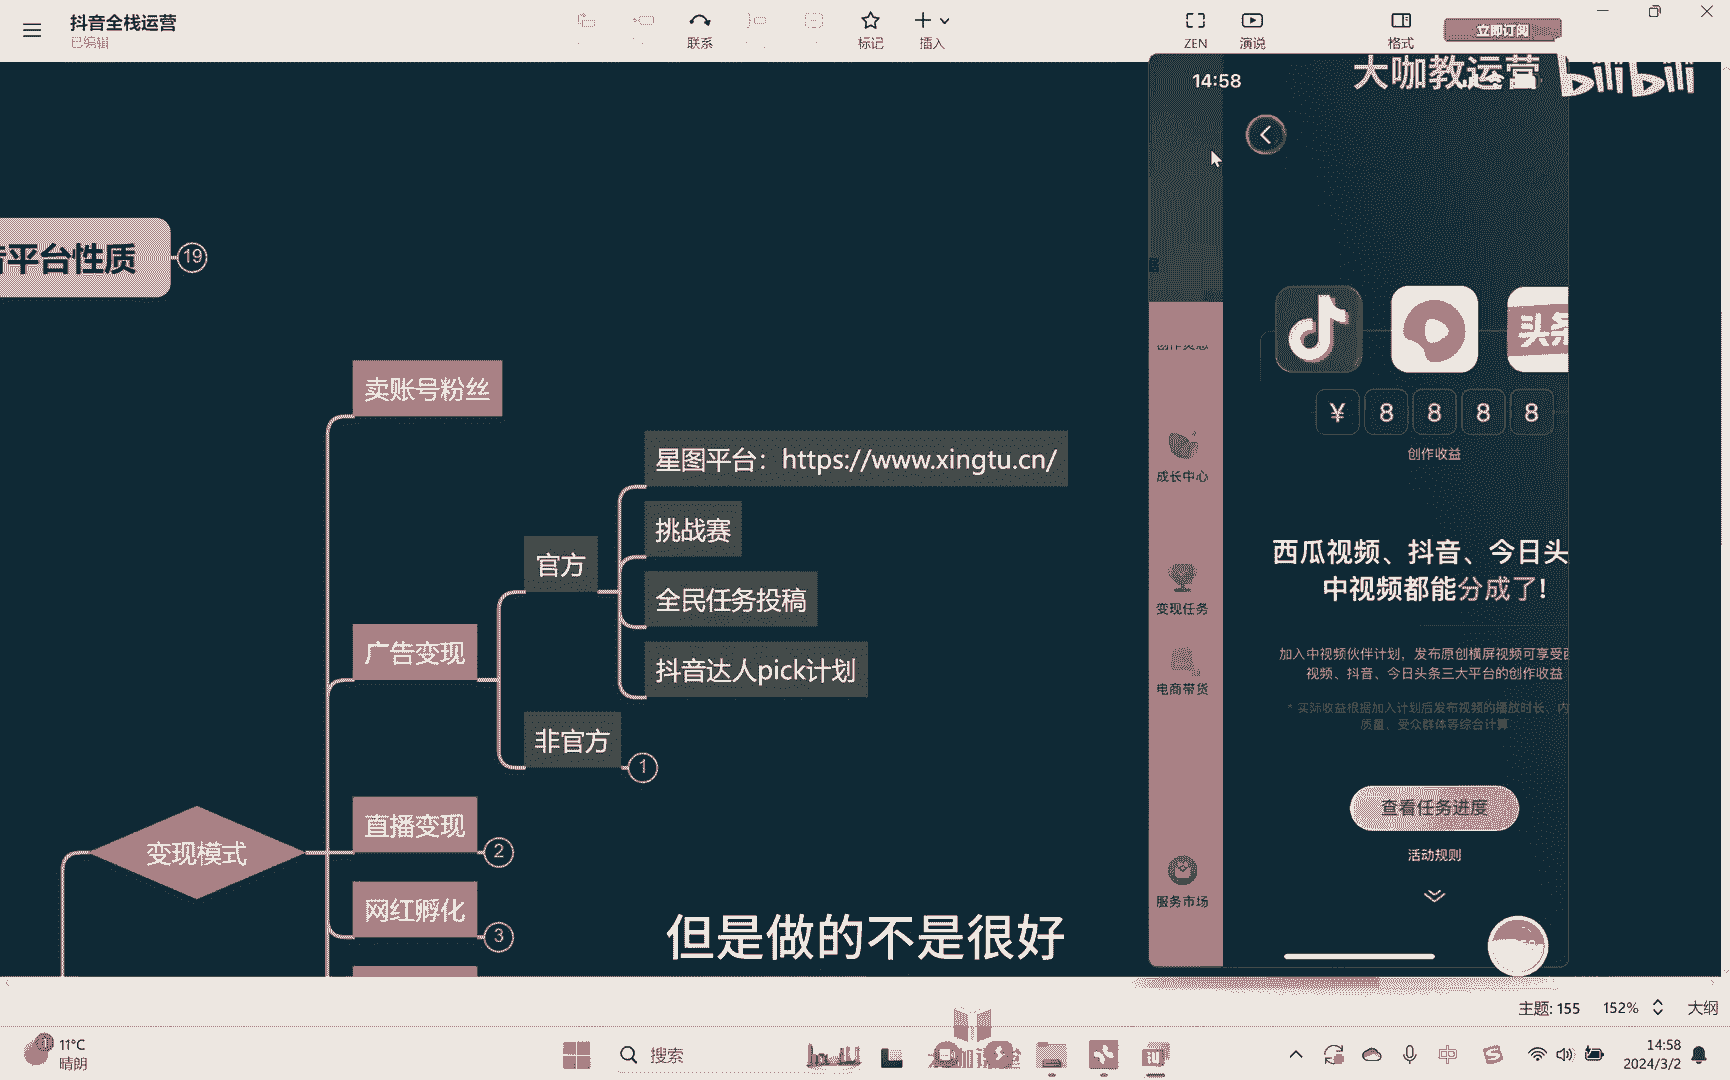 抖音全栈运营
已编辑
联系
标记
插入
ZEN
演说
格式
立即订阅
14:58
大咖教运营
bilibili
音平台性质
19
卖账号粉丝
星图平台：https://www.xingtu.cn/
挑战赛
官方
全民任务投稿
广告变现
抖音达人pick计划
非官方
1
直播变现
2
变现模式
网红孵化
3
成长中心
变现任务
电商带货
服务市场
头条
¥ 8 8 8 8
创作收益
西瓜视频、抖音、今日头
中视频都能分成了!
加入中视频伙伴计划，发布原创横屏视频可享受西
视频、抖音、今日头条三大平台的创作收益
* 实际收益根据加入计划后发布视频的播放时长、内
质量、受众群体等综合计算
查看任务进度
活动规则
但是做的不是很好
主题: 155
152%
大纲
11°C
晴朗
搜索
中
14:58
2024/3/2